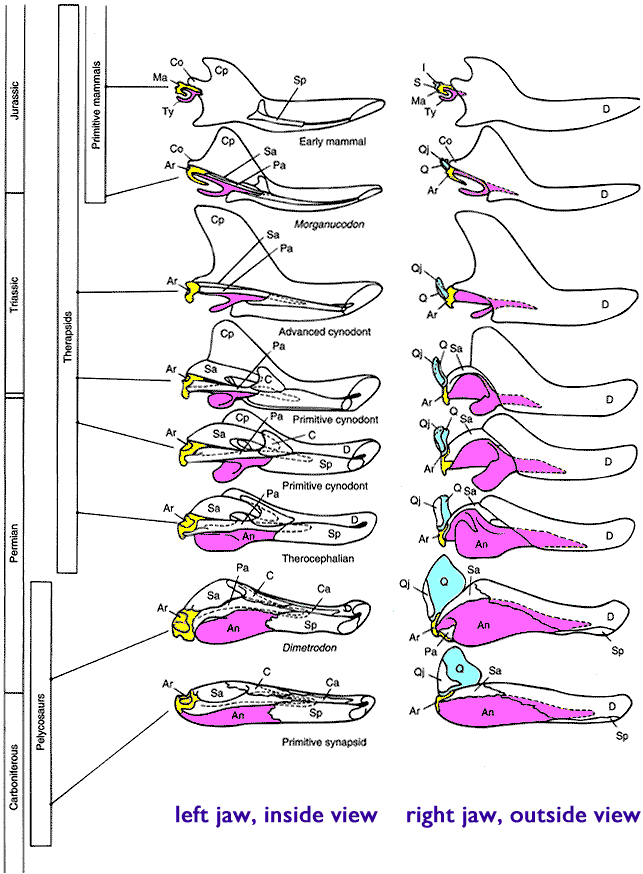 Jurassic
Triassic
Permian
Carboniferous
Primitive mammals
Therapsids
Pelycosaurs
Co
Cp
Ma
Sp
Ty
Early mammal
I
S
Ma
Ty
D
Co
Cp
Sa
Ar
Pa
Morganucodon
Qj
Co
Q
Ar
D
Cp
Sa
Pa
Ar
Advanced cynodont
Qj
Q
Ar
D
Cp
Pa
Sa
Ar
C
Primitive cynodont
Qj
Q
Sa
Ar
D
Cp
Pa
Ar
Sa
C
D
Sp
Primitive cynodont
Qj
Q
Sa
Ar
D
Pa
Sa
Ar
D
An
Sp
Therocephalian
Q
Qj
Sa
Ar
An
D
Pa
C
Sa
Ca
Ar
An
Sp
Dimetrodon
Qj
Q
Sa
Ar
An
D
Pa
Sp
C
Ar
Sa
Ca
An
Sp
Primitive synapsid
Qj
Q
Sa
Ar
An
D
Sp
left jaw, inside view
right jaw, outside view